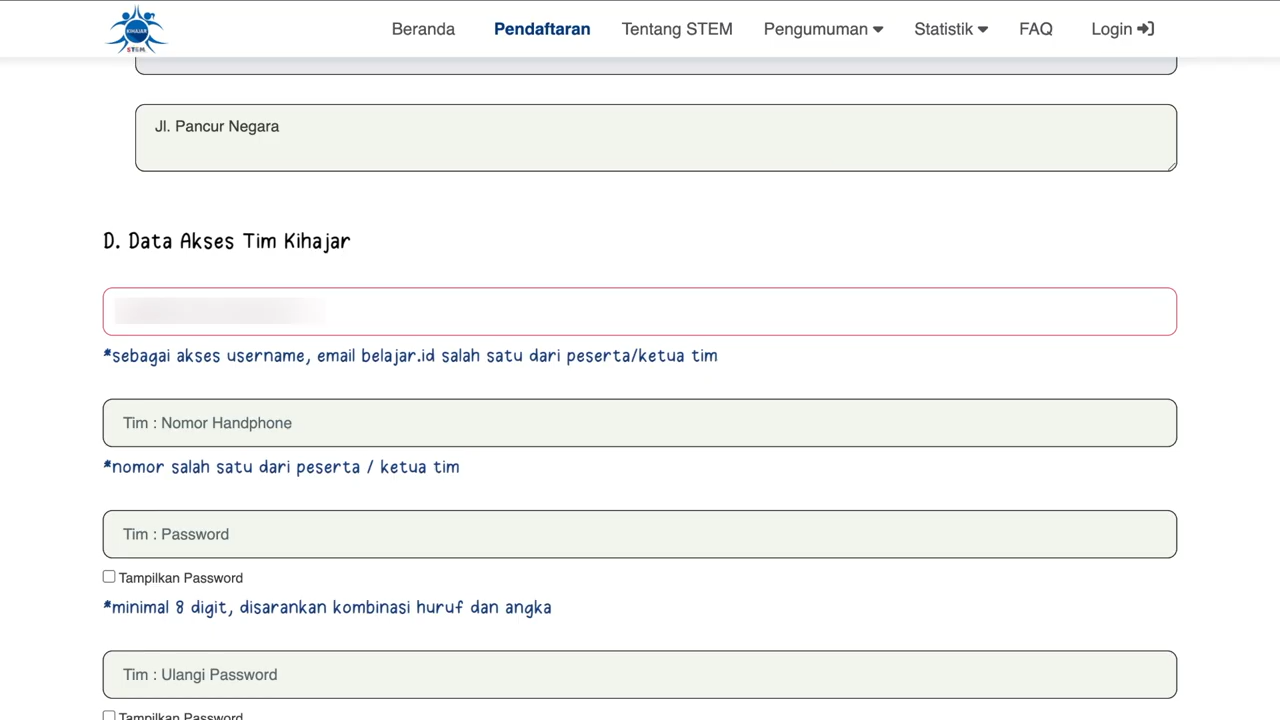 KIHAJAR
STEM
Beranda Pendaftaran Tentang STEM Pengumuman Statistik FAQ Login
Jl. Pancur Negara
D. Data Akses Tim Kihajar
*sebagai akses username, email belajar.id salah satu dari peserta/ketua tim
Tim : Nomor Handphone
*nomor salah satu dari peserta / ketua tim
Tim : Password
Tampilkan Password
*minimal 8 digit, disarankan kombinasi huruf dan angka
Tim : Ulangi Password
Tampilkan Password